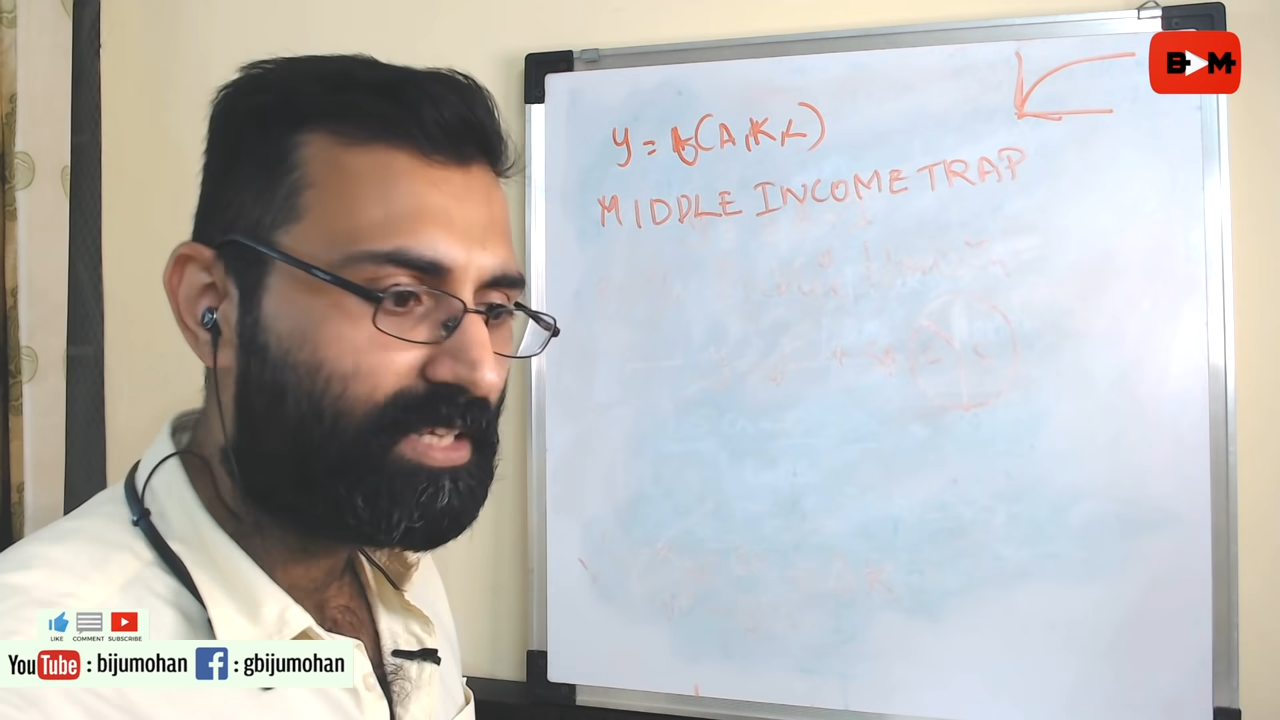 Y = f(A, K, L)
MIDDLE INCOME TRAP
B M
LIKE COMMENT SUBSCRIBE
YouTube : bijumohan f : gbijumohan